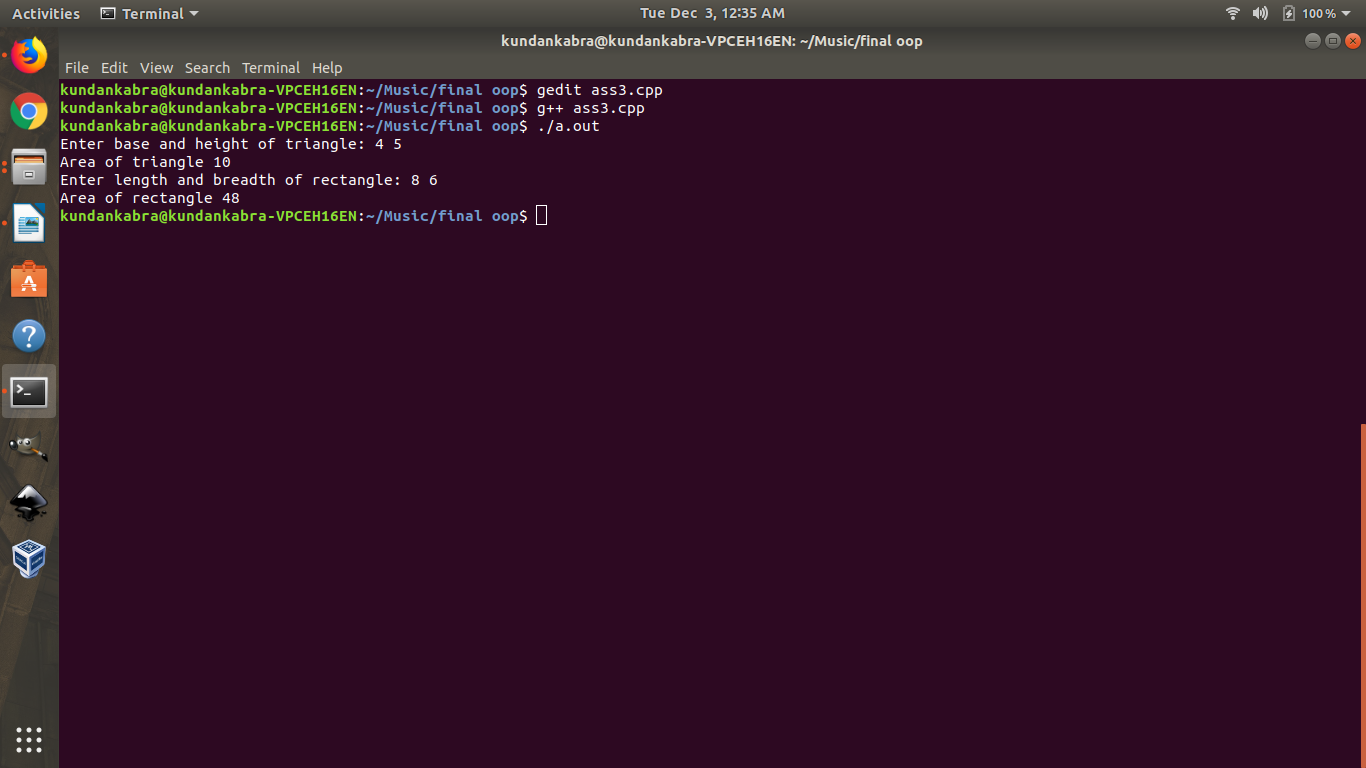 Activities Terminal Tue Dec 3, 12:35 AM 100%
kundankabra@kundankabra-VPCEH16EN: ~/Music/final oop
File Edit View Search Terminal Help
kundankabra@kundankabra-VPCEH16EN:~/Music/final oop$ gedit ass3.cpp
kundankabra@kundankabra-VPCEH16EN:~/Music/final oop$ g++ ass3.cpp
kundankabra@kundankabra-VPCEH16EN:~/Music/final oop$ ./a.out
Enter base and height of triangle: 4 5
Area of triangle 10
Enter length and breadth of rectangle: 8 6
Area of rectangle 48
kundankabra@kundankabra-VPCEH16EN:~/Music/final oop$